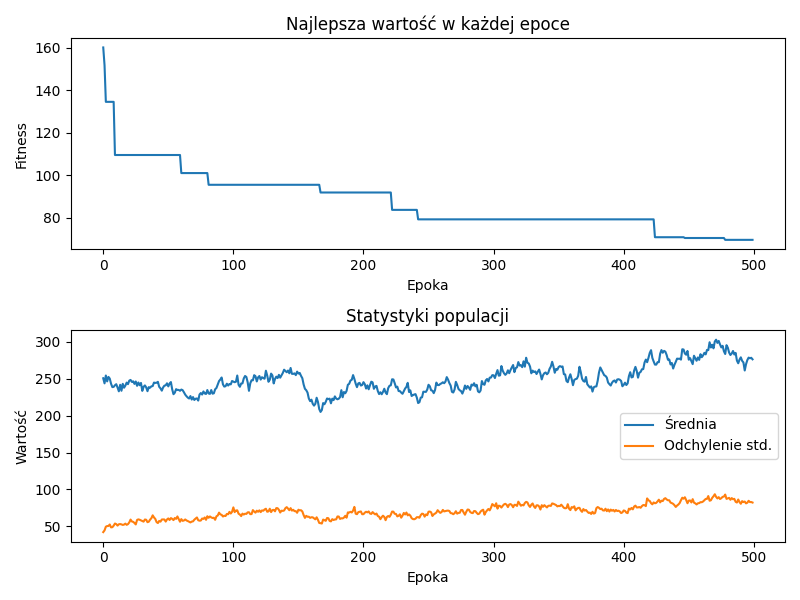 Najlepsza wartość w każdej epoce
160
140
120
100
80
Fitness
0 100 200 300 400 500
Epoka
Statystyki populacji
300
250
200
150
100
50
Wartość
Średnia
Odchylenie std.
0 100 200 300 400 500
Epoka